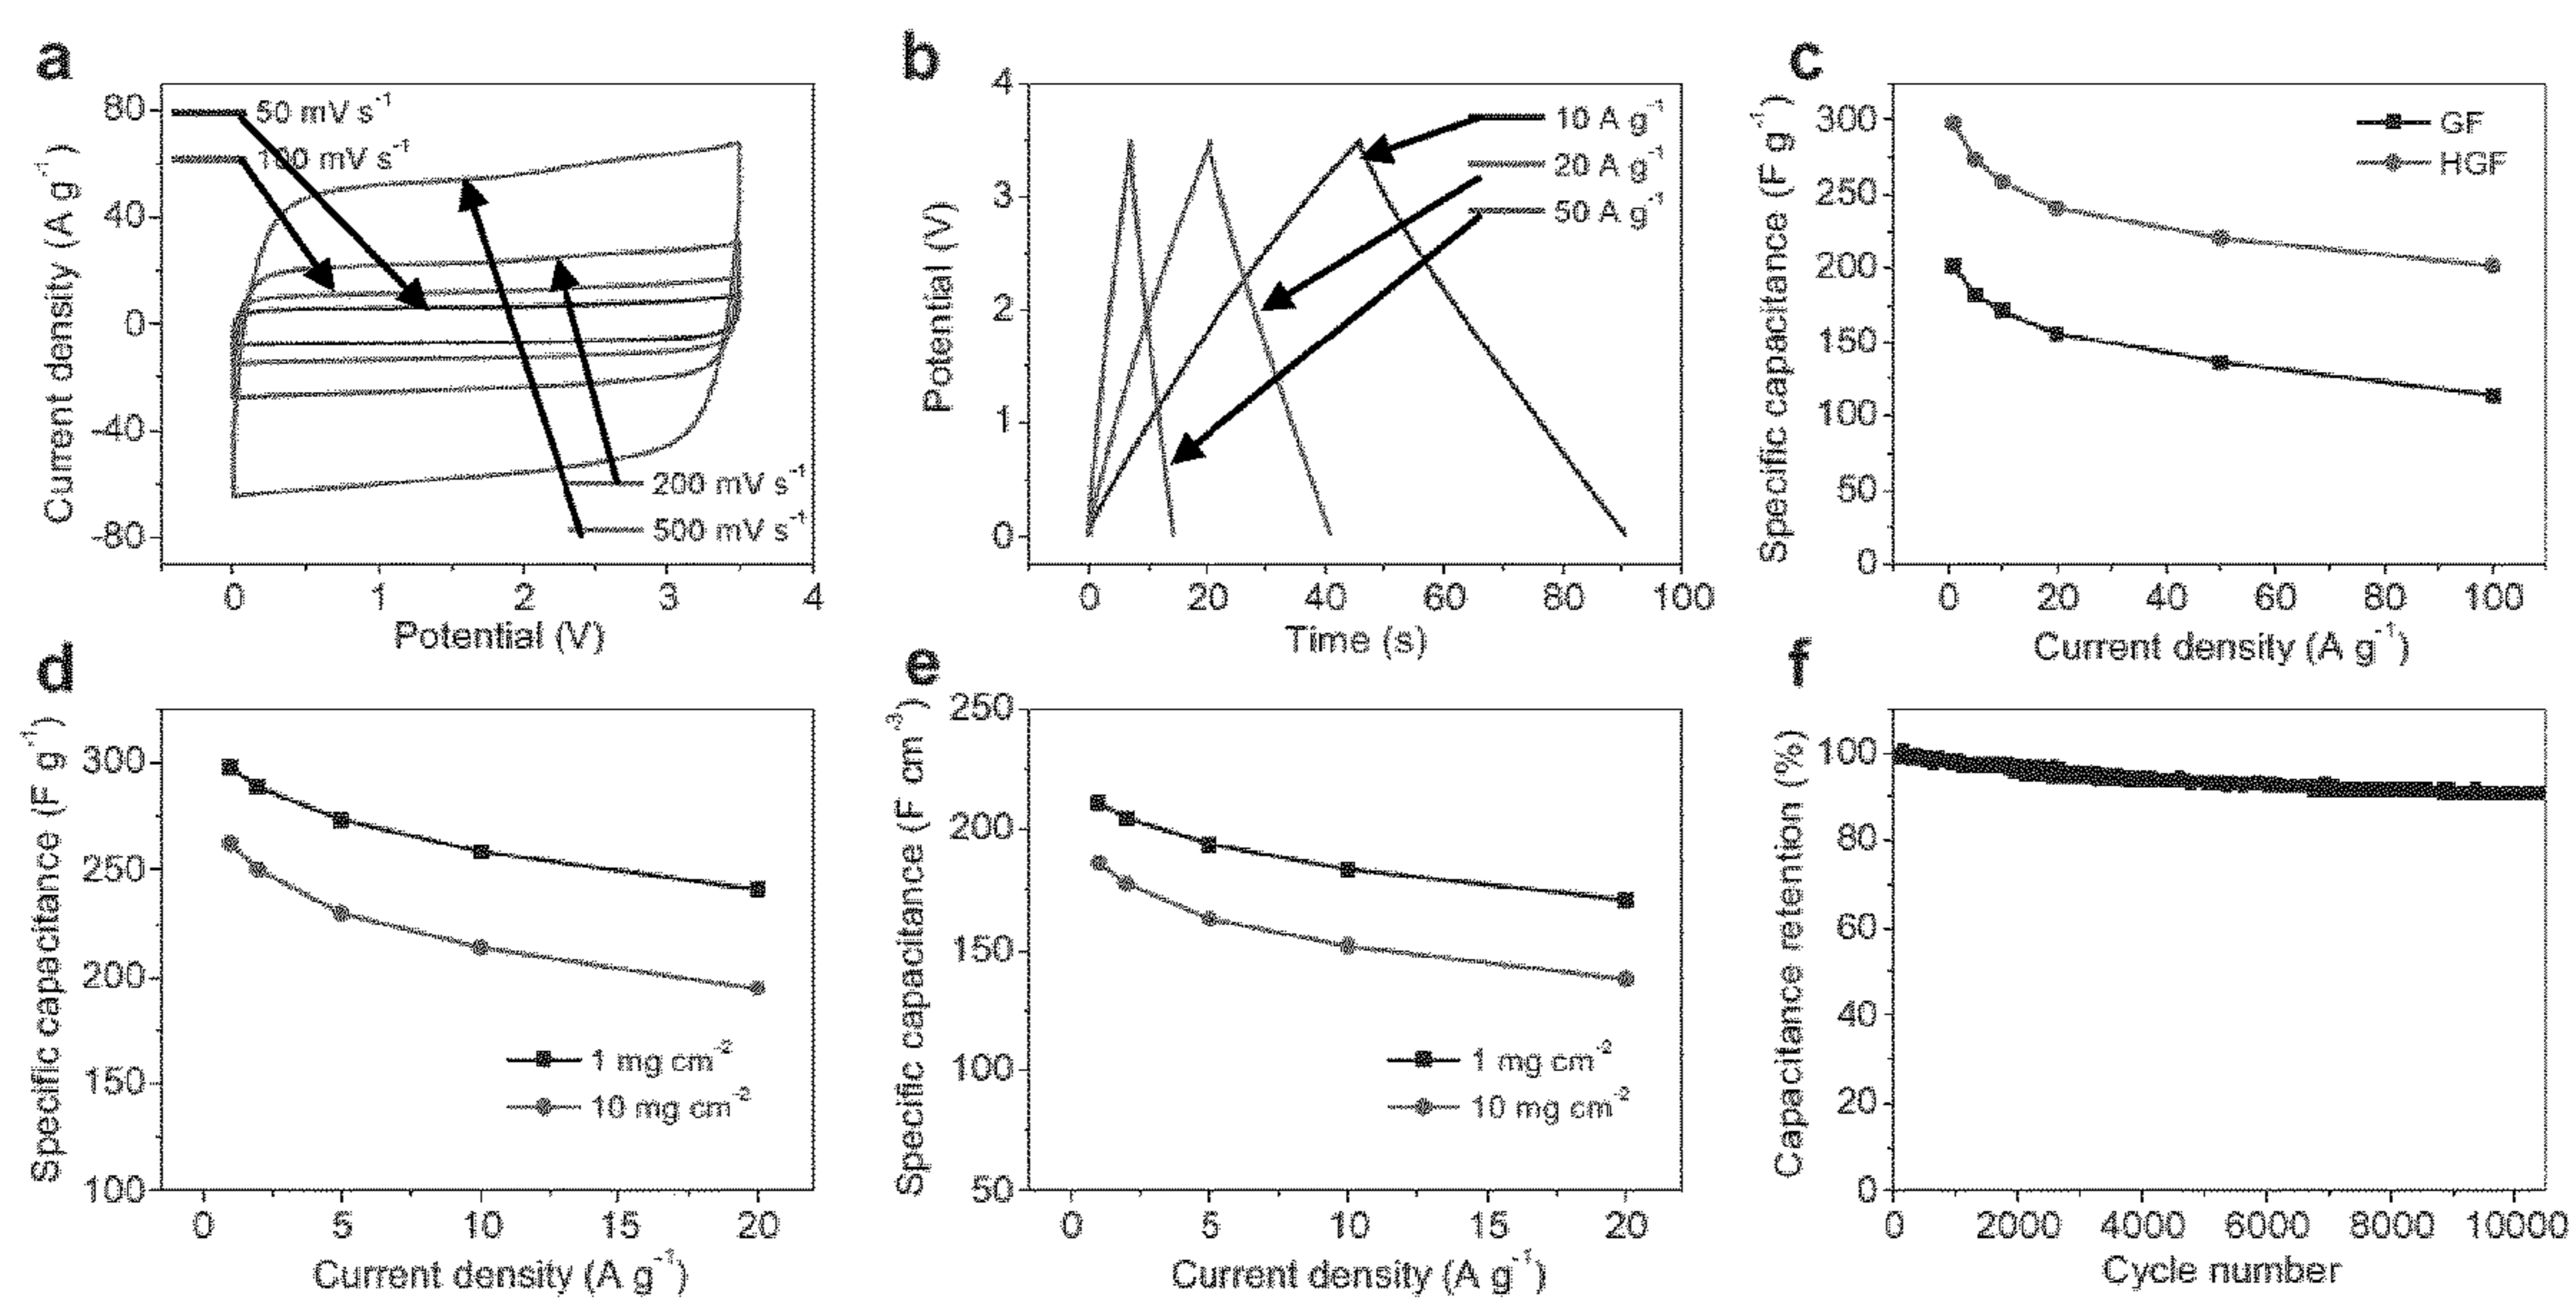 a
80
40
0
-40
-80
Current density (A g⁻¹)
50 mV s⁻¹
100 mV s⁻¹
200 mV s⁻¹
500 mV s⁻¹
0 1 2 3 4
Potential (V)
b
4
3
2
1
0
Potential (V)
10 A g⁻¹
20 A g⁻¹
50 A g⁻¹
0 20 40 60 80 100
Time (s)
c
300
250
200
150
100
50
0
Specific capacitance (F g⁻¹)
GF
HGF
0 20 40 60 80 100
Current density (A g⁻¹)
d
300
250
200
150
100
Specific capacitance (F g⁻¹)
1 mg cm⁻²
10 mg cm⁻²
0 5 10 15 20
Current density (A g⁻¹)
e
250
200
150
100
50
Specific capacitance (F cm⁻³)
1 mg cm⁻²
10 mg cm⁻²
0 5 10 15 20
Current density (A g⁻¹)
f
100
80
60
40
20
0
Capacitance retention (%)
0 2000 4000 6000 8000 10000
Cycle number